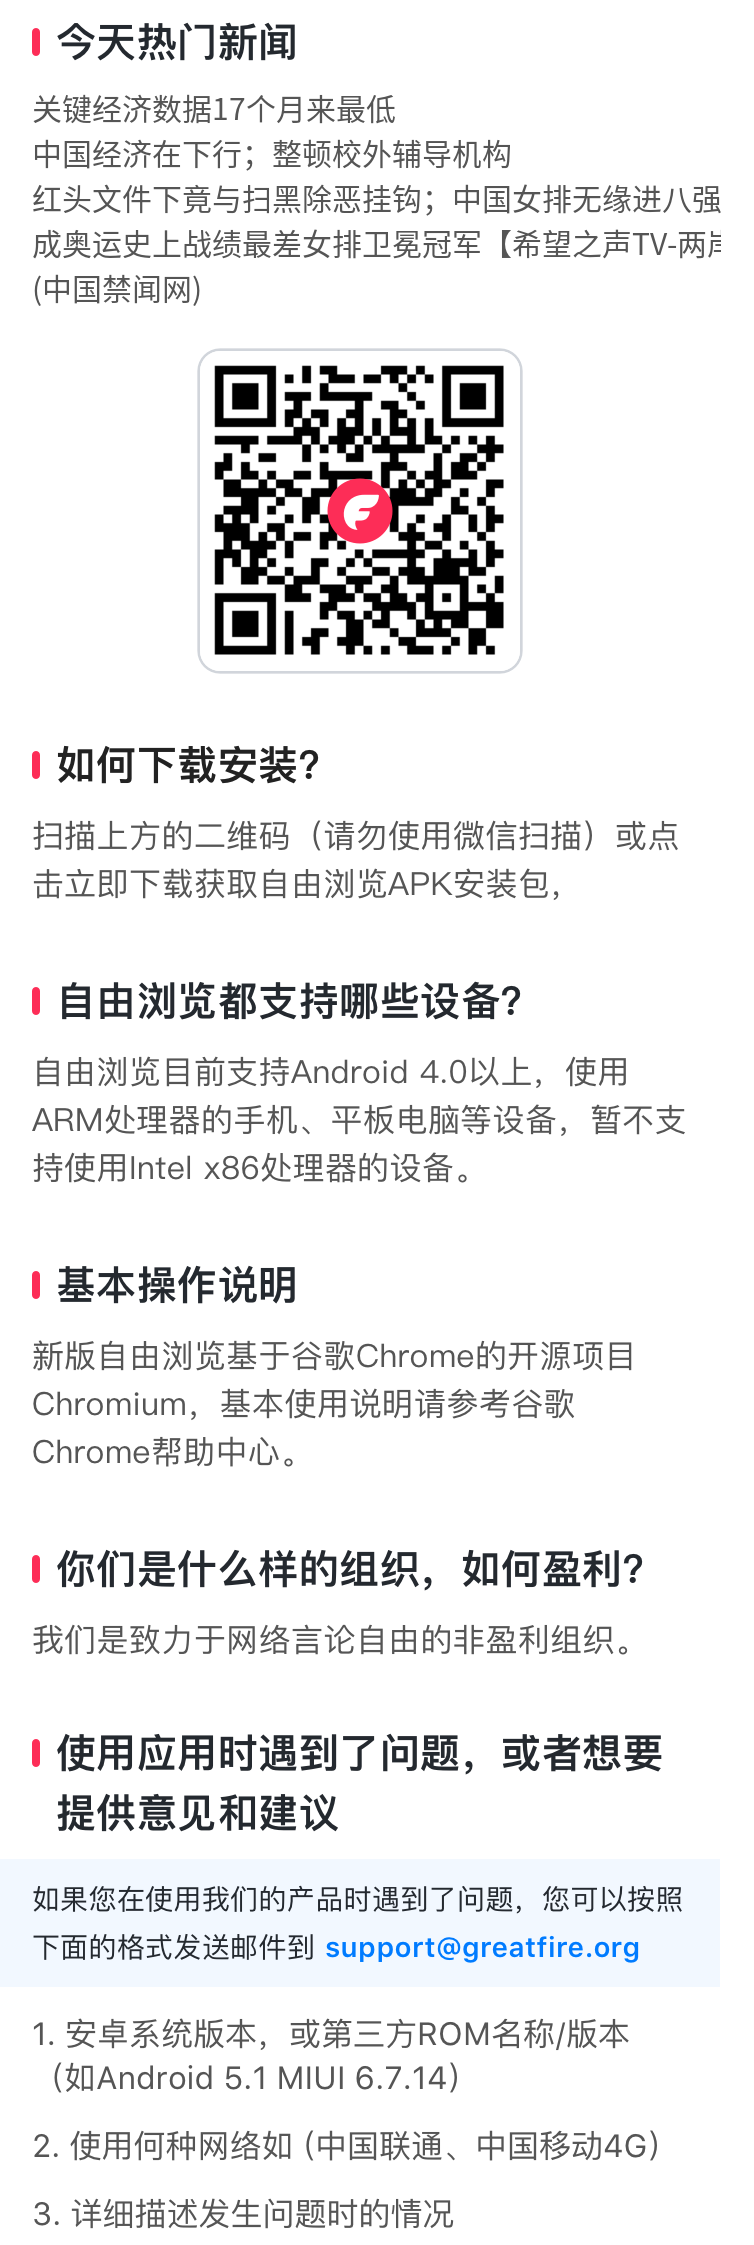 今天热门新闻
关键经济数据17个月来最低
中国经济在下行；整顿校外辅导机构
红头文件下竟与扫黑除恶挂钩；中国女排无缘进八强
成奥运史上战绩最差女排卫冕冠军【希望之声TV-两岸
(中国禁闻网)
如何下载安装?
扫描上方的二维码（请勿使用微信扫描）或点
击立即下载获取自由浏览APK安装包，
自由浏览都支持哪些设备?
自由浏览目前支持Android 4.0以上，使用
ARM处理器的手机、平板电脑等设备，暂不支
持使用Intel x86处理器的设备。
基本操作说明
新版自由浏览基于谷歌Chrome的开源项目
Chromium，基本使用说明请参考谷歌
Chrome帮助中心。
你们是什么样的组织，如何盈利?
我们是致力于网络言论自由的非盈利组织。
使用应用时遇到了问题，或者想要
提供意见和建议
如果您在使用我们的产品时遇到了问题，您可以按照
下面的格式发送邮件到 support@greatfire.org
1. 安卓系统版本，或第三方ROM名称/版本
（如Android 5.1 MIUI 6.7.14）
2. 使用何种网络如 (中国联通、中国移动4G)
3. 详细描述发生问题时的情况